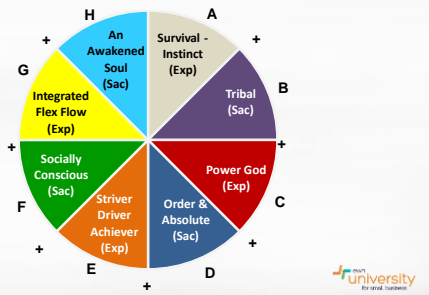 H
A
An
Awakened
Soul
(Sac)
Survival -
Instinct
(Exp)
+
+
G
B
Integrated
Flex Flow
(Exp)
Tribal
(Sac)
+
+
Socially
Conscious
(Sac)
Power God
(Exp)
F
C
Striver
Driver
Achiever
(Exp)
Order &
Absolute
(Sac)
+
+
E
D
+
university
for small business